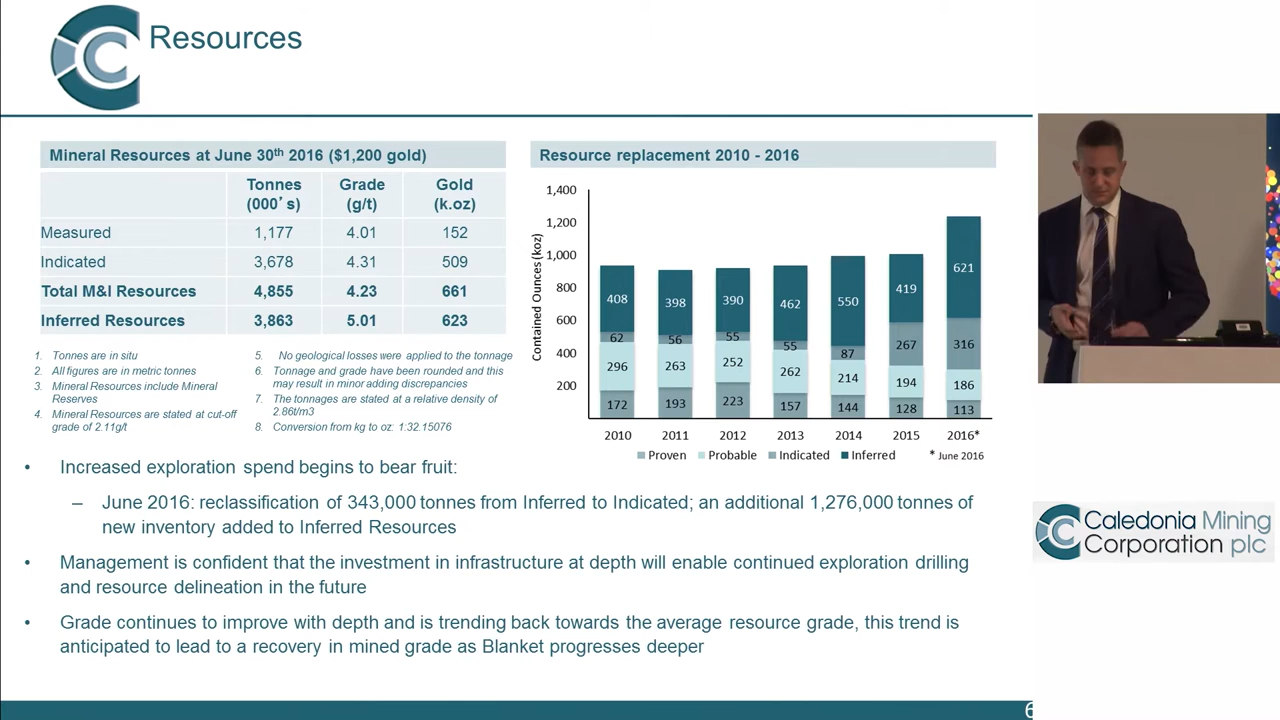 Resources
Mineral Resources at June 30th 2016 ($1,200 gold)
Tonnes (000's) Grade (g/t) Gold (k.oz)
Measured 1,177 4.01 152
Indicated 3,678 4.31 509
Total M&I Resources 4,855 4.23 661
Inferred Resources 3,863 5.01 623
1. Tonnes are in situ
2. All figures are in metric tonnes
3. Mineral Resources include Mineral
Reserves
4. Mineral Resources are stated at cut-off
grade of 2.11g/t
5. No geological losses were applied to the tonnage
6. Tonnage and grade have been rounded and this
may result in minor adding discrepancies
7. The tonnages are stated at a relative density of
2.86t/m3
8. Conversion from kg to oz: 1:32.15076
Resource replacement 2010 - 2016
Contained Ounces (koz)
1,400
1,200
1,000
800
600
400
200
408 398 390 462 550 419 621
62 56 55 55 87 267 316
296 263 252 262 214 194 186
172 193 223 157 144 128 113
2010 2011 2012 2013 2014 2015 2016*
Proven Probable Indicated Inferred * June 2016
• Increased exploration spend begins to bear fruit:
– June 2016: reclassification of 343,000 tonnes from Inferred to Indicated; an additional 1,276,000 tonnes of
new inventory added to Inferred Resources
• Management is confident that the investment in infrastructure at depth will enable continued exploration drilling
and resource delineation in the future
• Grade continues to improve with depth and is trending back towards the average resource grade, this trend is
anticipated to lead to a recovery in mined grade as Blanket progresses deeper
6
Caledonia Mining
Corporation plc